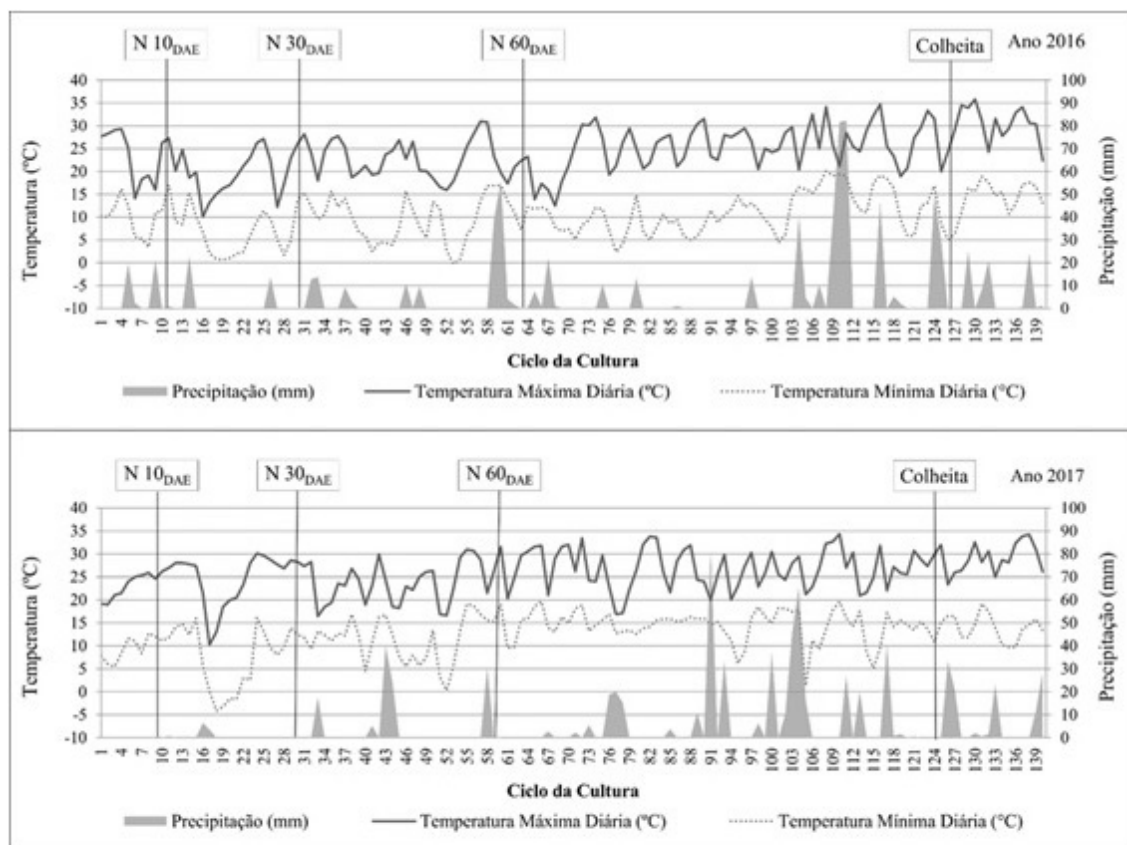 N 10DAE N 30DAE N 60DAE Colheita Ano 2016
Temperatura (ºC)
40 35 30 25 20 15 10 5 0 -5 -10
100 90 80 70 60 50 40 30 20 10 0
Precipitação (mm)
1 4 7 10 13 16 19 22 25 28 31 34 37 40 43 46 49 52 55 58 61 64 67 70 73 76 79 82 85 88 91 94 97 100 103 106 109 112 115 118 121 124 127 130 133 136 139
Ciclo da Cultura
Precipitação (mm) Temperatura Máxima Diária (ºC) Temperatura Mínima Diária (°C)
N 10DAE N 30DAE N 60DAE Colheita Ano 2017
Temperatura (ºC)
40 35 30 25 20 15 10 5 0 -5 -10
100 90 80 70 60 50 40 30 20 10 0
Precipitação (mm)
1 4 7 10 13 16 19 22 25 28 31 34 37 40 43 46 49 52 55 58 61 64 67 70 73 76 79 82 85 88 91 94 97 100 103 106 109 112 115 118 121 124 127 130 133 136 139
Ciclo da Cultura
Precipitação (mm) Temperatura Máxima Diária (ºC) Temperatura Mínima Diária (°C)